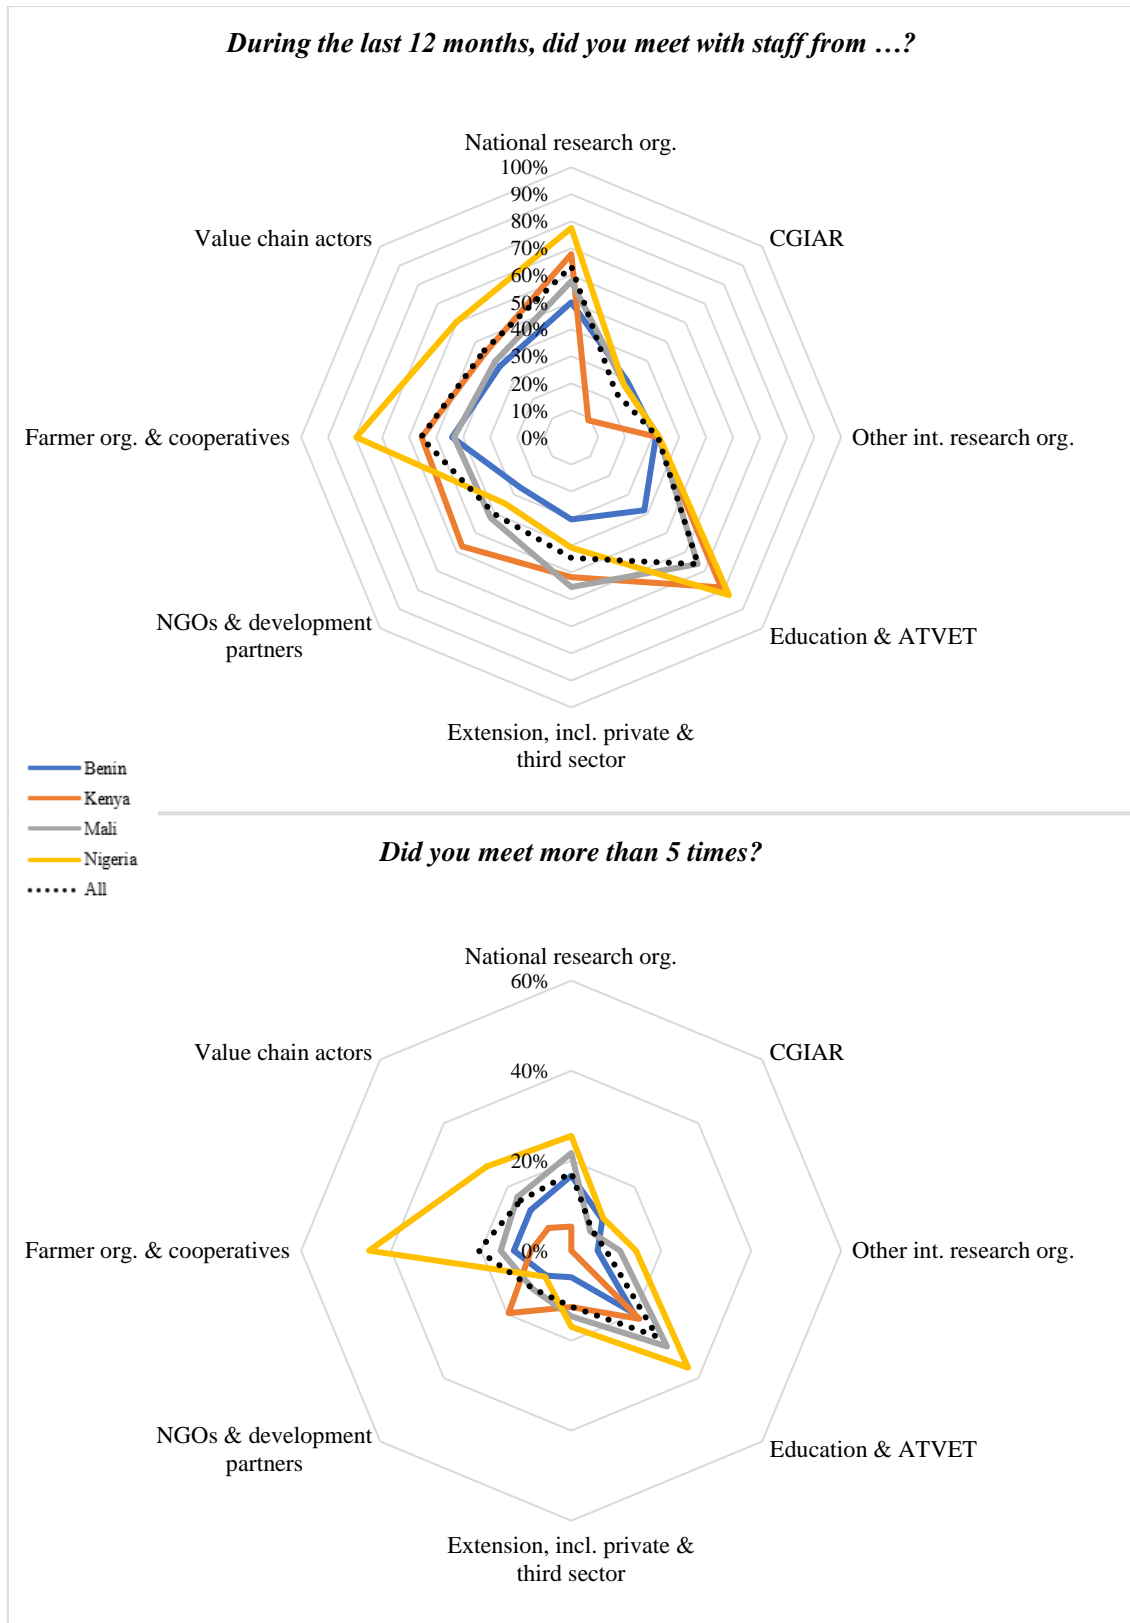 During the last 12 months, did you meet with staff from …?
National research org.
100%
90%
80%
70%
60%
50%
40%
30%
20%
10%
0%
CGIAR
Other int. research org.
Education & ATVET
Extension, incl. private &
third sector
NGOs & development
partners
Farmer org. & cooperatives
Value chain actors
Benin
Kenya
Mali
Nigeria
All
Did you meet more than 5 times?
National research org.
60%
40%
20%
0%
CGIAR
Other int. research org.
Education & ATVET
Extension, incl. private &
third sector
NGOs & development
partners
Farmer org. & cooperatives
Value chain actors